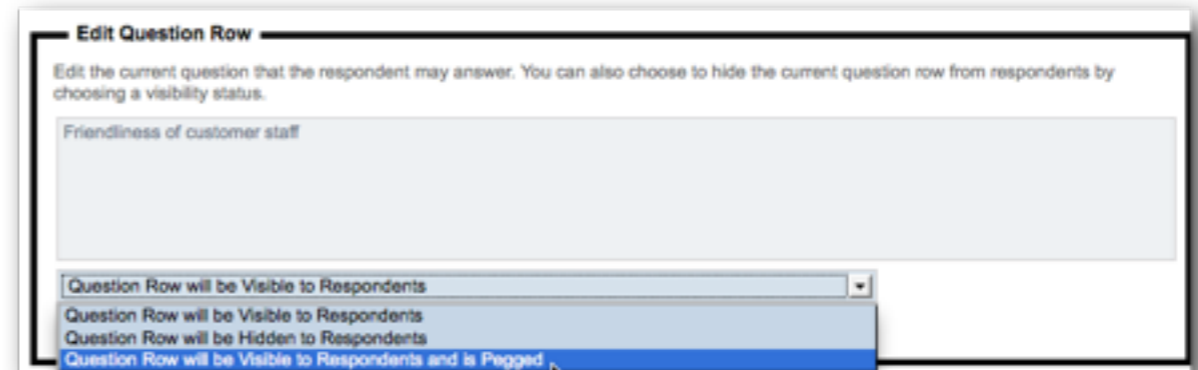 Edit Question Row
Edit the current question that the respondent may answer. You can also choose to hide the current question row from respondents by
choosing a visibility status.
Friendliness of customer staff
Question Row will be Visible to Respondents
Question Row will be Visible to Respondents
Question Row will be Hidden to Respondents
Question Row will be Visible to Respondents and is Pegged